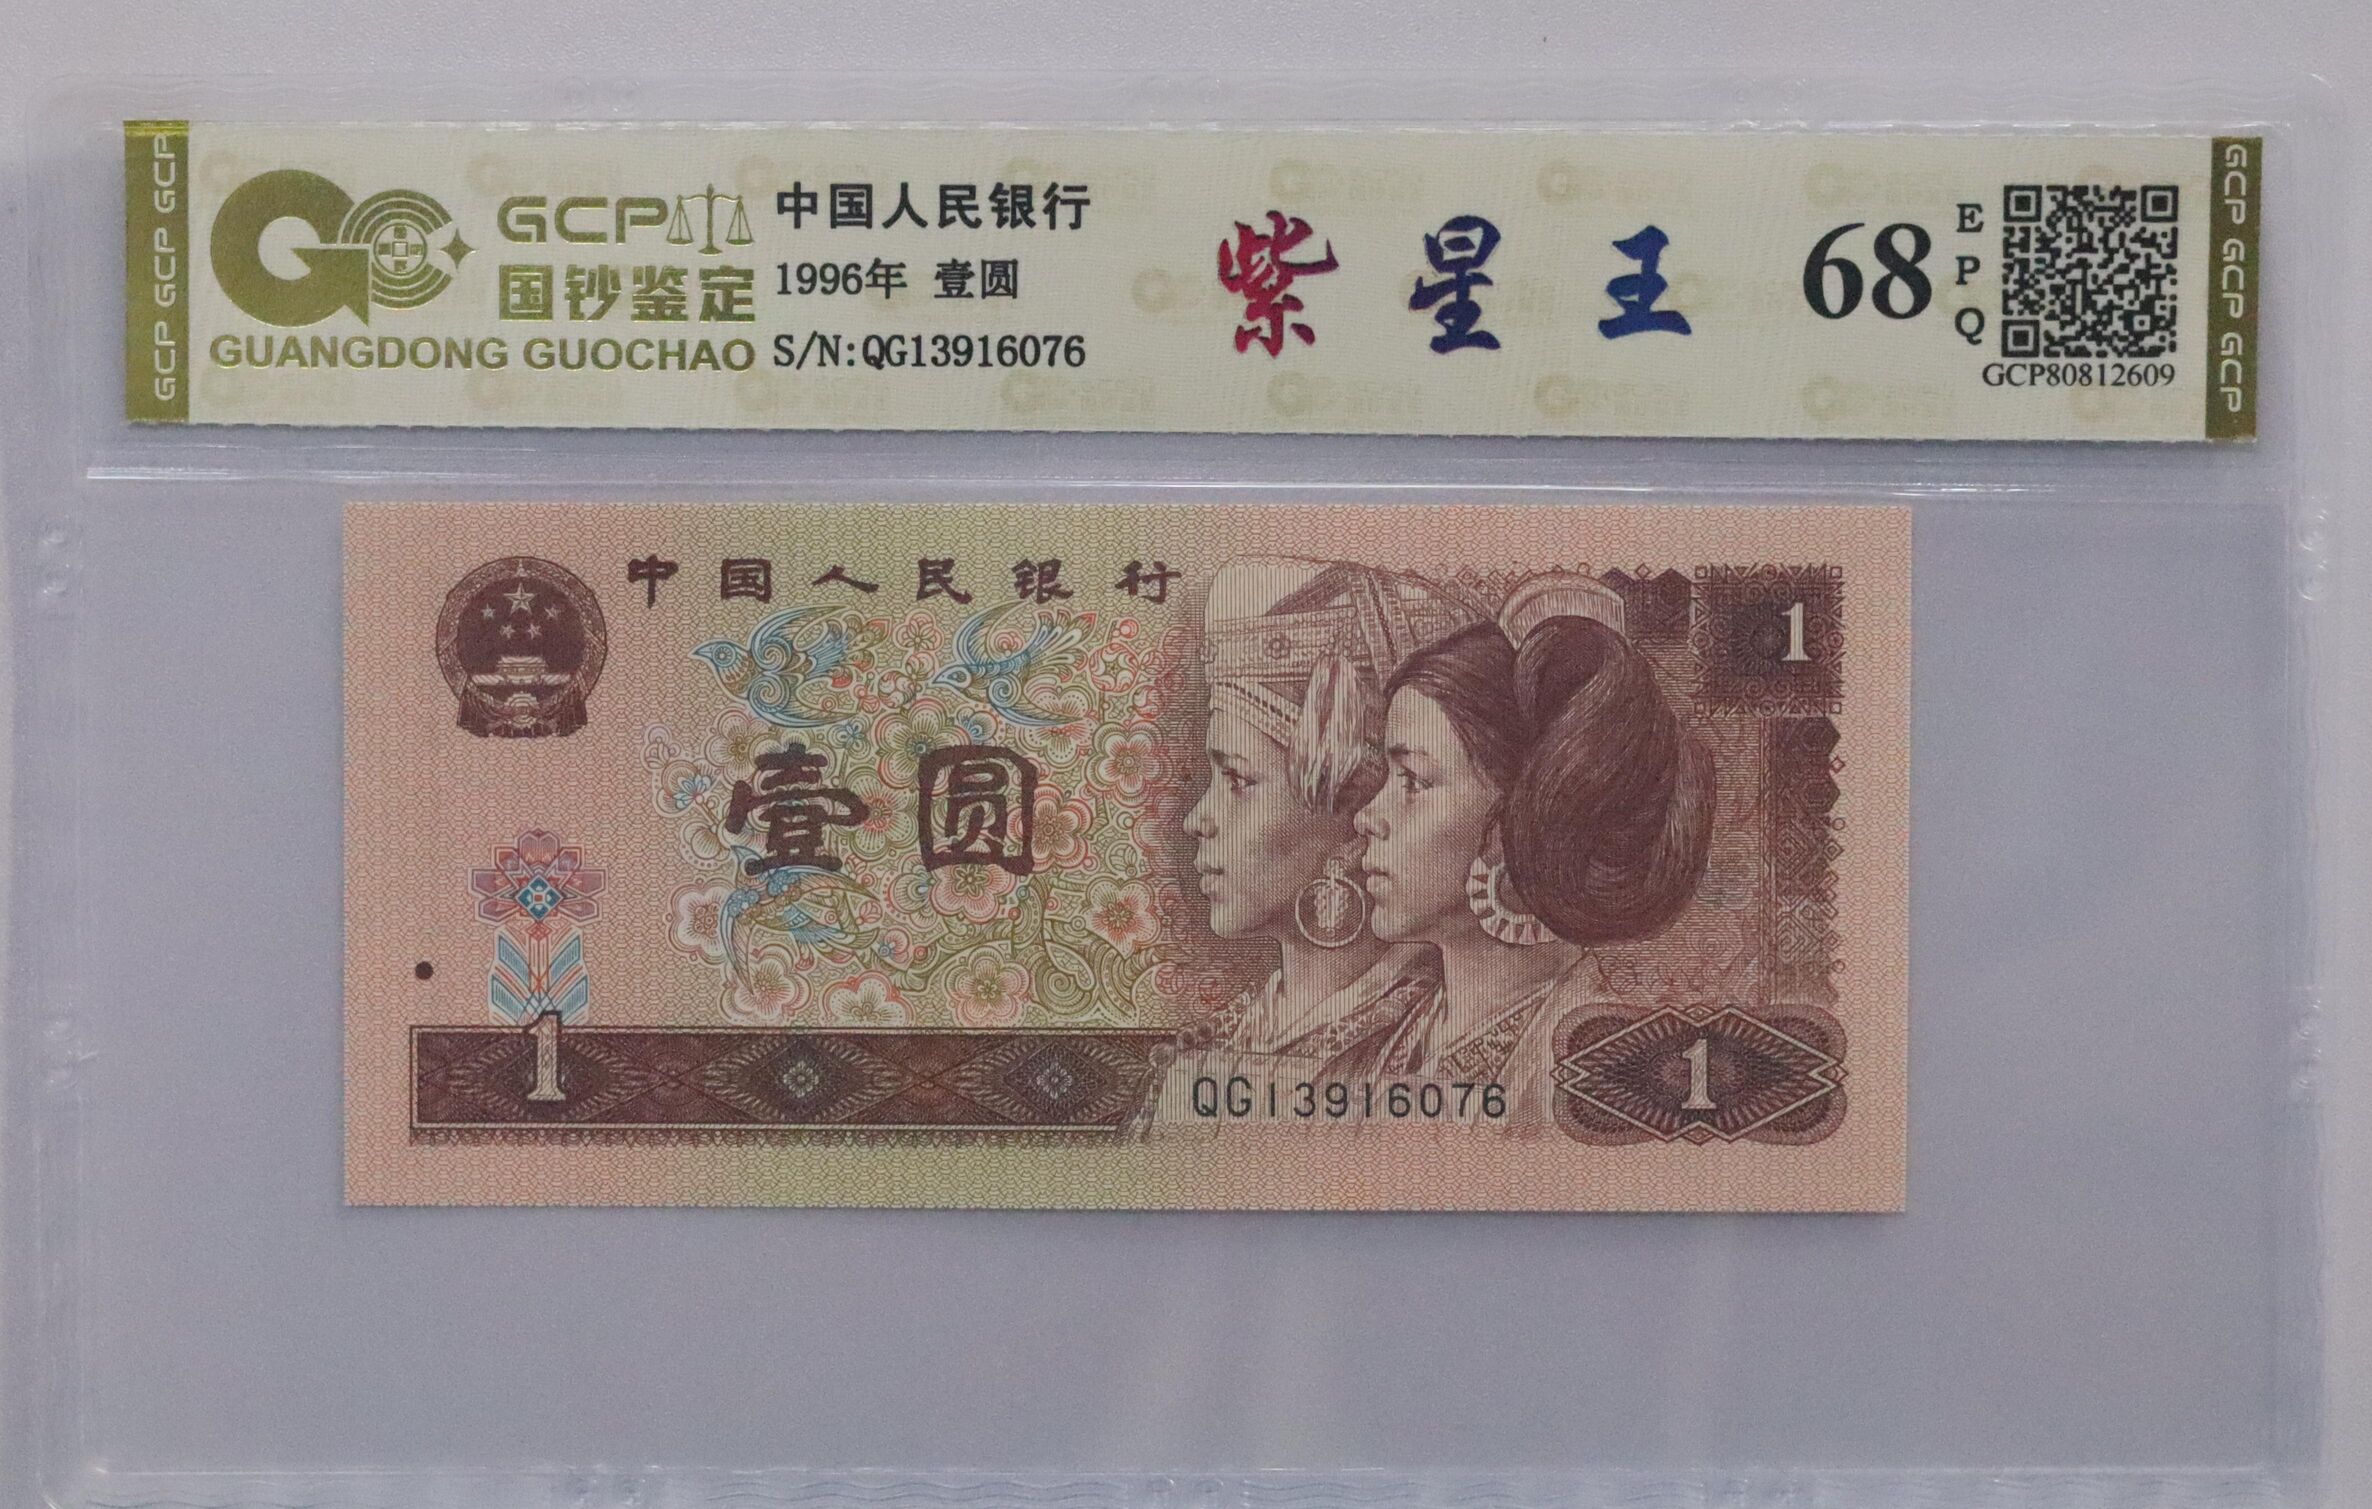 GCP GCP GCP
GCP
国钞鉴定
GUANGDONG GUOCHAO
中国人民银行
1996年 壹圆
S/N:QG13916076
紫星王
68
EPQ
GCP80812609
GCP GCP GCP
中国人民银行
1
壹圆
1
QG13916076
1